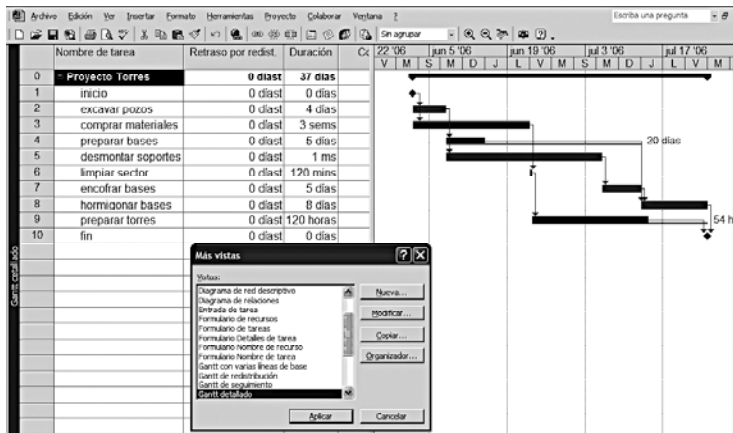 Archivo Edición Ver Insertar Formato Herramientas Proyecto Colaborar Ventana ?
Escriba una pregunta
Sin agrupar
Nombre de tarea Retraso por redist. Duración 22 '06 jun 5 '06 jun 19 '06 jul 3 '06 jul 17 '06
V M S M D J L V M S M D J L V M
0 Proyecto Torres 0 díast 37 días
1 inicio 0 díast 0 días
2 excavar pozos 0 díast 4 días
3 comprar materiales 0 díast 3 sems
4 preparar bases 0 díast 6 días 20 días
5 desmontar soportes 0 díast 1 ms
6 limpiar sector 0 díast 120 mins
7 encofrar bases 0 díast 5 días
8 hormigonar bases 0 díast 8 días
9 preparar torres 0 díast 120 horas 54 h
10 fin 0 díast 0 días
Gantt detallado
Más vistas
Vistas:
Diagrama de red descriptivo
Diagrama de relaciones
Entrada de tarea
Formulario de recursos
Formulario de tareas
Formulario Detalles de tarea
Formulario Nombre de recurso
Formulario Nombre de tarea
Gantt con varias líneas de base
Gantt de redistribución
Gantt de seguimiento
Gantt detallado
Nueva...
Modificar...
Copiar...
Organizador...
Aplicar Cancelar